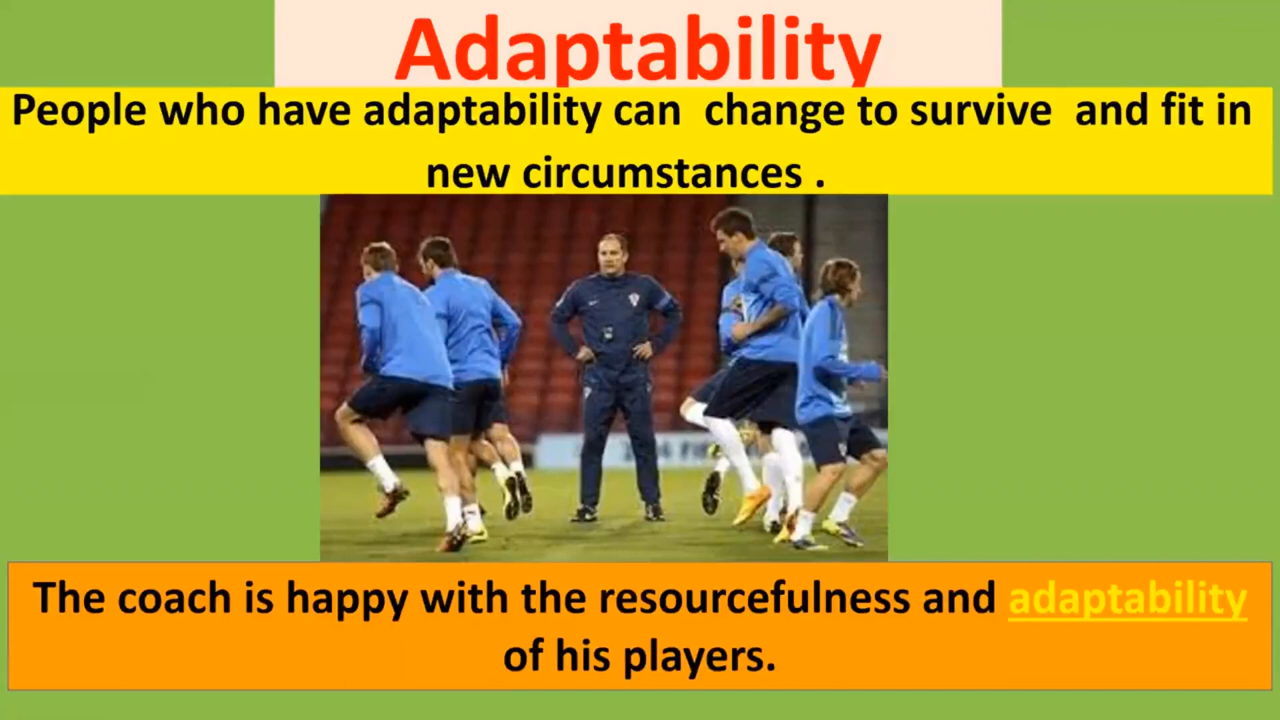 Adaptability
People who have adaptability can change to survive and fit in
new circumstances .
The coach is happy with the resourcefulness and adaptability
of his players.